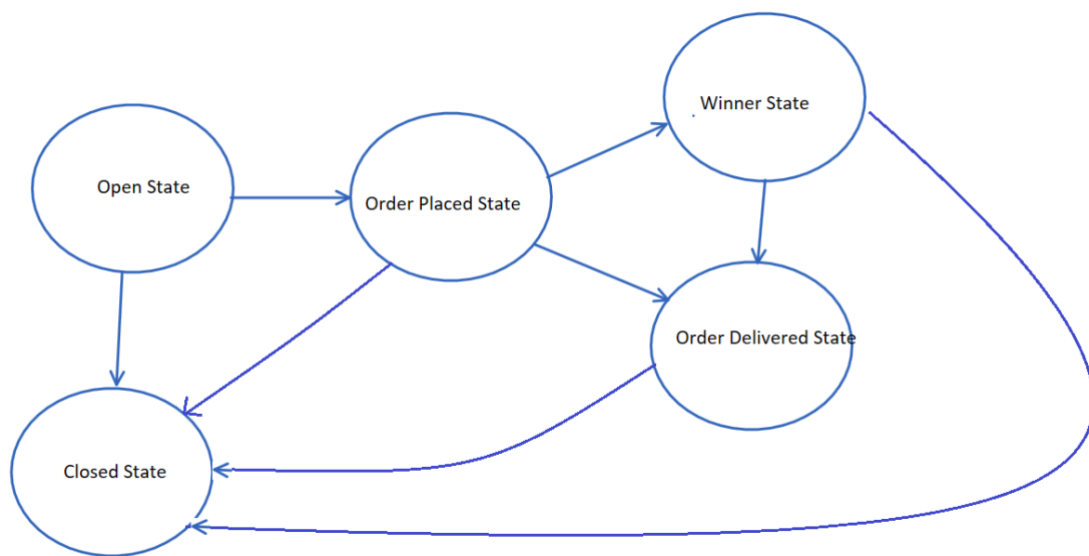 Winner State
Open State
Order Placed State
Order Delivered State
Closed State